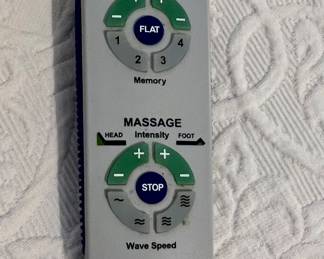 - FLAT -
1 4
2 3
Memory
MASSAGE
HEAD Intensity FOOT
+ +
- -
STOP
~ ≈ ≋
Wave Speed